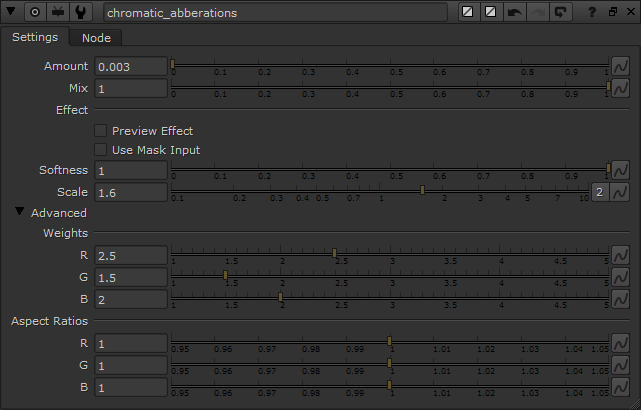 chromatic_abberations ?
Settings Node
Amount 0.003 0 0.1 0.2 0.3 0.4 0.5 0.6 0.7 0.8 0.9 1
Mix 1 0 0.1 0.2 0.3 0.4 0.5 0.6 0.7 0.8 0.9 1
Effect
Preview Effect
Use Mask Input
Softness 1 0 0.1 0.2 0.3 0.4 0.5 0.6 0.7 0.8 0.9 1
Scale 1.6 0.1 0.2 0.3 0.4 0.5 0.7 1 2 3 4 5 7 10 2
Advanced
Weights
R 2.5 1 1.5 2 2.5 3 3.5 4 4.5 5
G 1.5 1 1.5 2 2.5 3 3.5 4 4.5 5
B 2 1 1.5 2 2.5 3 3.5 4 4.5 5
Aspect Ratios
R 1 0.95 0.96 0.97 0.98 0.99 1 1.01 1.02 1.03 1.04 1.05
G 1 0.95 0.96 0.97 0.98 0.99 1 1.01 1.02 1.03 1.04 1.05
B 1 0.95 0.96 0.97 0.98 0.99 1 1.01 1.02 1.03 1.04 1.05